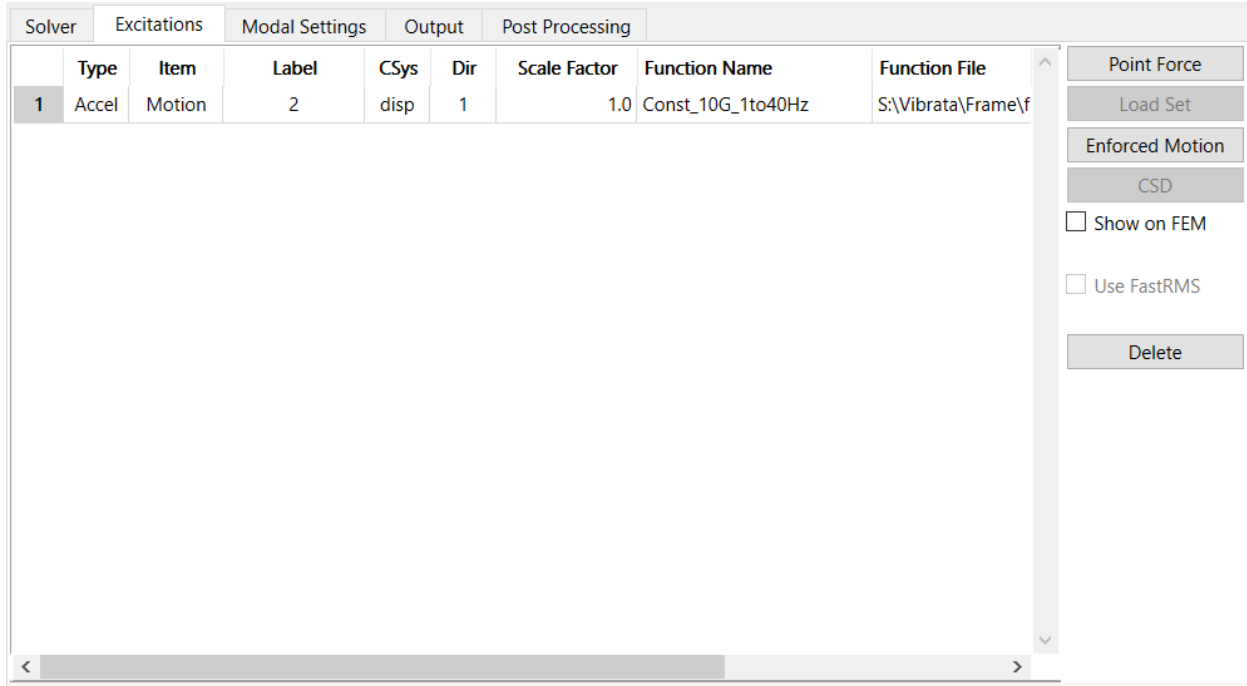 Solver Excitations Modal Settings Output Post Processing
Type Item Label CSys Dir Scale Factor Function Name Function File
1 Accel Motion 2 disp 1 1.0 Const_10G_1to40Hz S:\Vibrata\Frame\f
Point Force
Load Set
Enforced Motion
CSD
Show on FEM
Use FastRMS
Delete